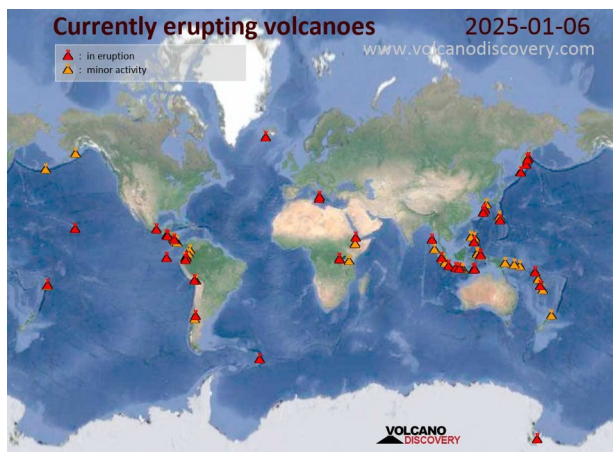 Currently erupting volcanoes
2025-01-06
www.volcanodiscovery.com
: in eruption
: minor activity
VOLCANO
DISCOVERY